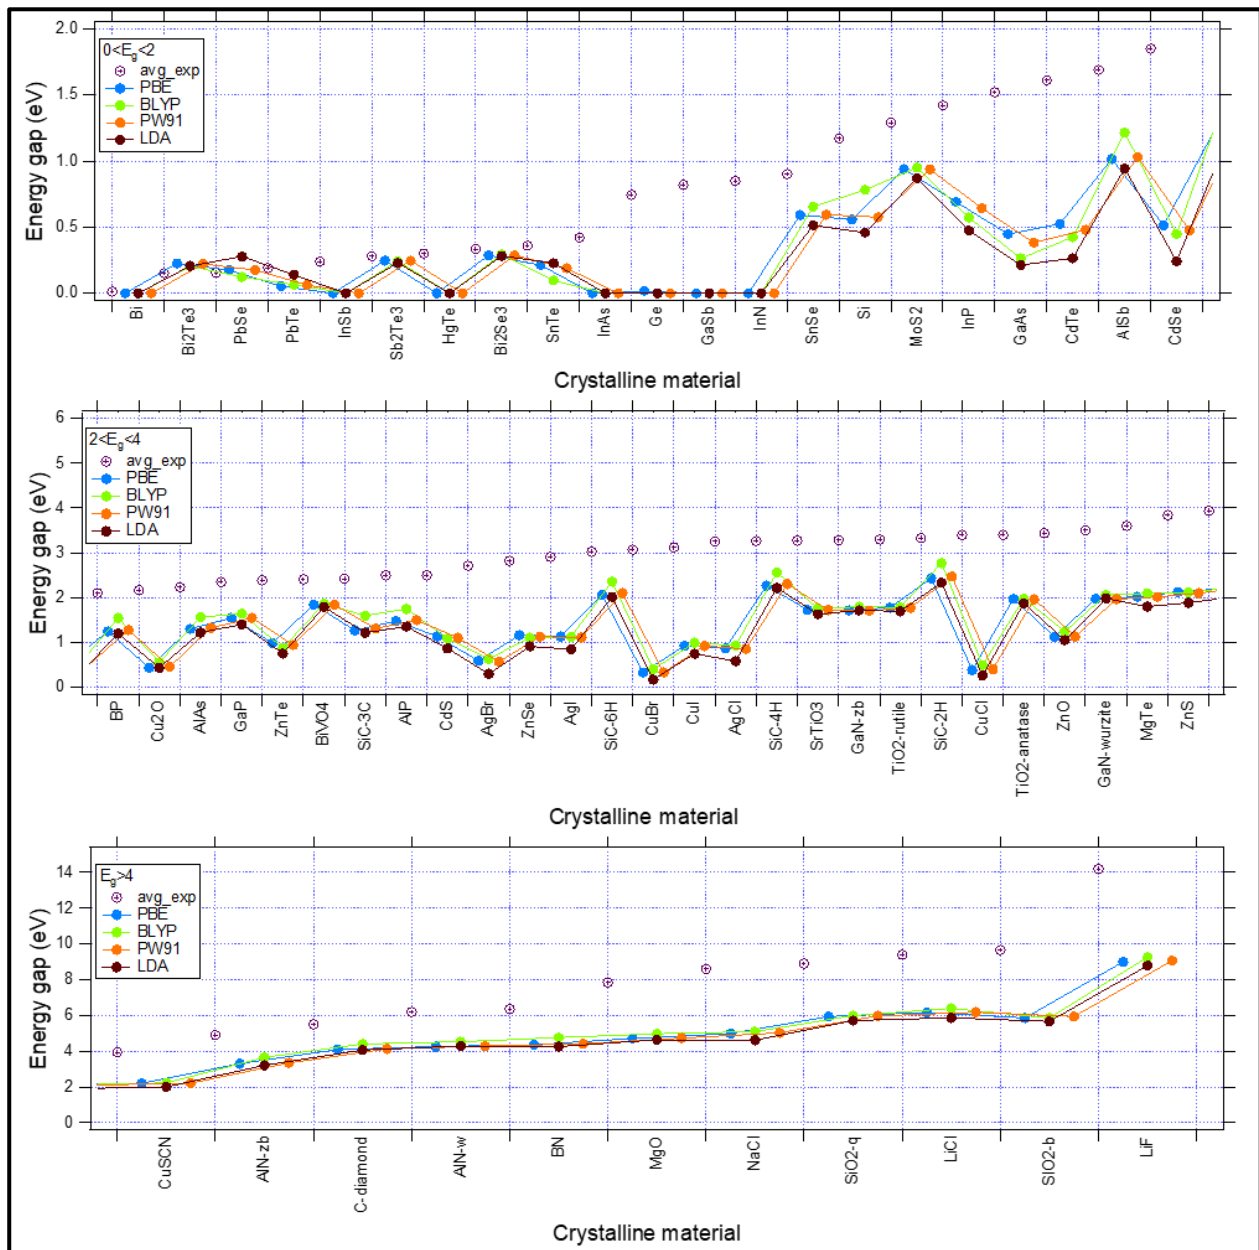 2.0
1.5
1.0
0.5
0.0
Energy gap (eV)
0<Eg<2
avg_exp
PBE
BLYP
PW91
LDA
Bi
Bi2Te3
PbSe
PbTe
InSb
Sb2Te3
HgTe
Bi2Se3
SnTe
InAs
Ge
GaSb
InN
SnSe
Si
MoS2
InP
GaAs
CdTe
AlSb
CdSe
Crystalline material
6
5
4
3
2
1
0
Energy gap (eV)
2<Eg<4
avg_exp
PBE
BLYP
PW91
LDA
BP
Cu2O
AlAs
GaP
ZnTe
BiVO4
SiC-3C
AlP
CdS
AgBr
ZnSe
AgI
SiC-6H
CuBr
CuI
AgCl
SiC-4H
SrTiO3
GaN-zb
TiO2-rutile
SiC-2H
CuCl
TiO2-anatase
ZnO
GaN-wurzite
MgTe
ZnS
Crystalline material
14
12
10
8
6
4
2
0
Energy gap (eV)
Eg>4
avg_exp
PBE
BLYP
PW91
LDA
CuSCN
AlN-zb
C-diamond
AlN-w
BN
MgO
NaCl
SiO2-q
LiCl
SIO2-b
LiF
Crystalline material